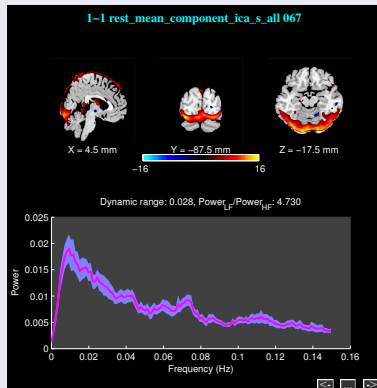 1−1 rest_mean_component_ica_s_all 067
X = 4.5 mm
Y = −87.5 mm
Z = −17.5 mm
−16
16
Dynamic range: 0.028, Power_LF/Power_HF: 4.730
0.025
0.02
0.015
0.01
0.005
0
Power
0
0.02
0.04
0.06
0.08
0.1
0.12
0.14
0.16
Frequency (Hz)
<-
...
->